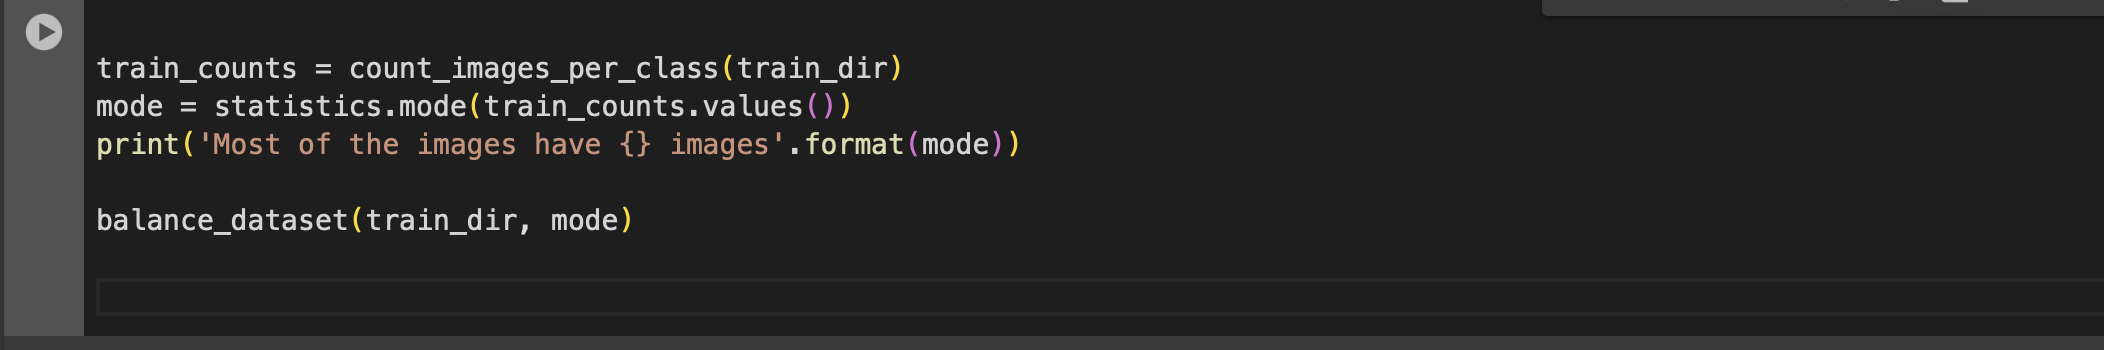 train_counts = count_images_per_class(train_dir)
mode = statistics.mode(train_counts.values())
print('Most of the images have {} images'.format(mode))
balance_dataset(train_dir, mode)